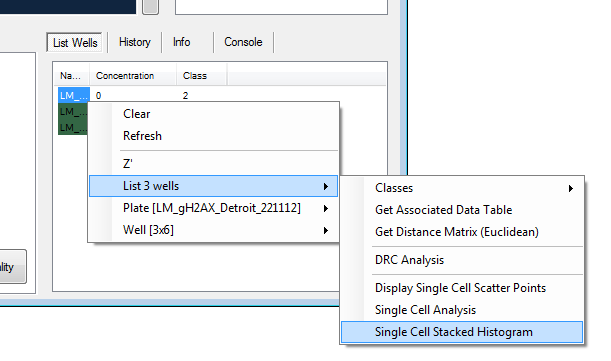 List Wells History Info Console
Na... Concentration Class
LM_... 0 2
LM_...
LM_...
Clear
Refresh
Z'
List 3 wells
Plate [LM_gH2AX_Detroit_221112]
Well [3x6]
Classes
Get Associated Data Table
Get Distance Matrix (Euclidean)
DRC Analysis
Display Single Cell Scatter Points
Single Cell Analysis
Single Cell Stacked Histogram
ality